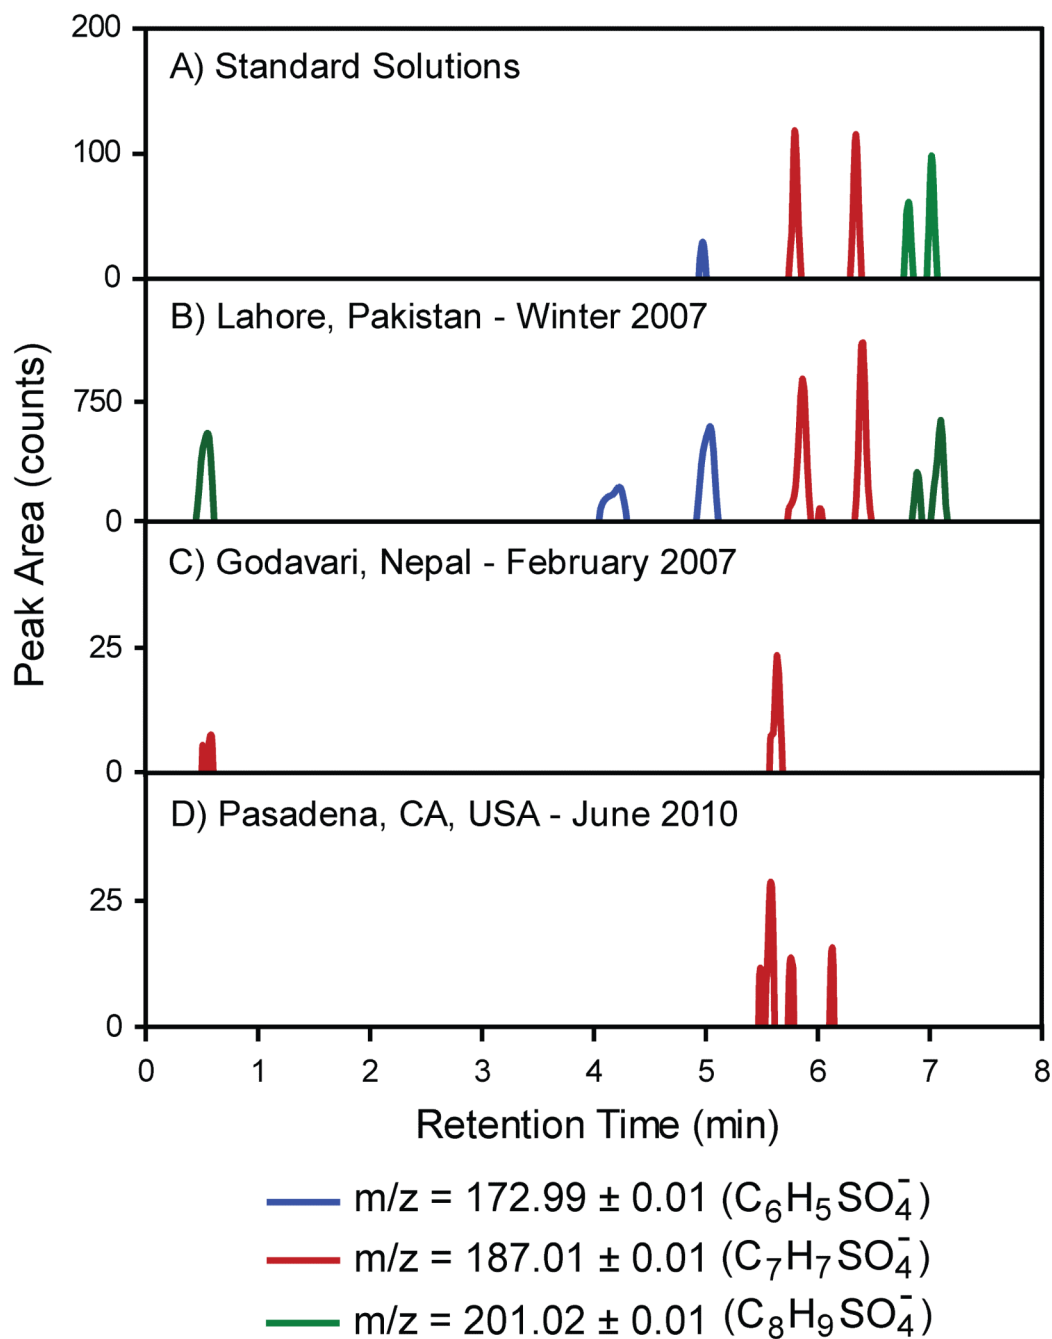 200
A) Standard Solutions
100
0
B) Lahore, Pakistan - Winter 2007
750
0
C) Godavari, Nepal - February 2007
25
0
D) Pasadena, CA, USA - June 2010
25
0
Peak Area (counts)
0 1 2 3 4 5 6 7 8
Retention Time (min)
m/z = 172.99 ± 0.01 (C₆H₅SO₄⁻)
m/z = 187.01 ± 0.01 (C₇H₇SO₄⁻)
m/z = 201.02 ± 0.01 (C₈H₉SO₄⁻)